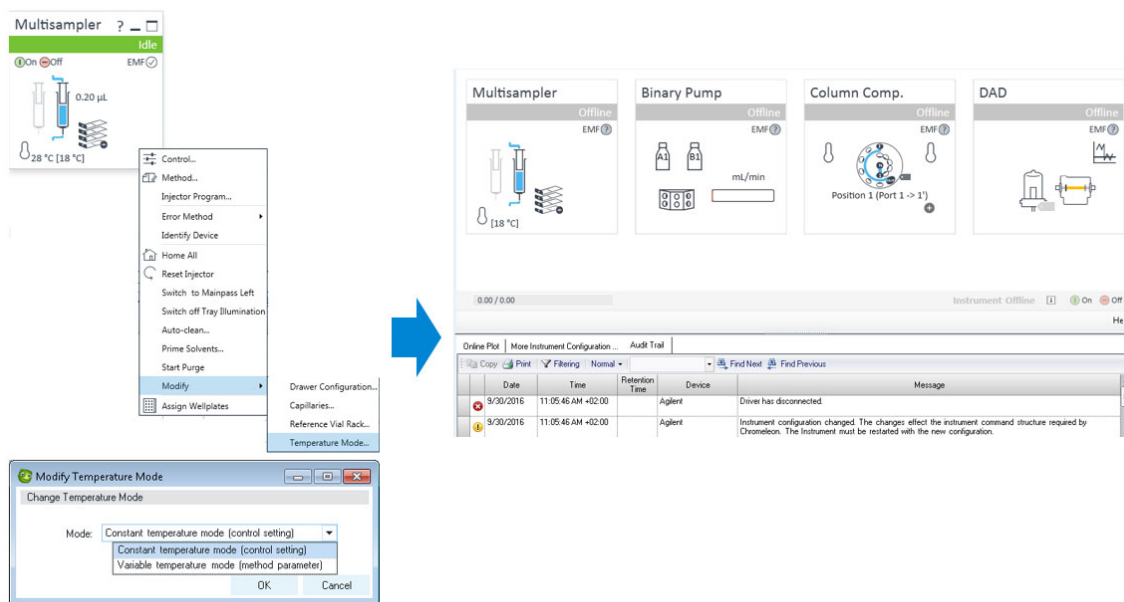 Multisampler ? 
Idle
On Off EMF
0.20 µL
28 °C [18 °C]
Control...
Method...
Injector Program...
Error Method
Identify Device
Home All
Reset Injector
Switch to Mainpass Left
Switch off Tray Illumination
Auto-clean...
Prime Solvents...
Start Purge
Modify
Assign Wellplates
Drawer Configuration...
Capillaries...
Reference Vial Rack...
Temperature Mode...
Modify Temperature Mode
Change Temperature Mode
Mode: Constant temperature mode (control setting)
Constant temperature mode (control setting)
Variable temperature mode (method parameter)
OK Cancel
Multisampler
Offline
EMF
[18 °C]
Binary Pump
Offline
EMF
A1 B1
mL/min
Column Comp.
Offline
EMF
Position 1 (Port 1 -> 1')
DAD
Offline
EMF
0.00 / 0.00
Instrument Offline On Off
He
Online Plot More Instrument Configuration ... Audit Trail
Copy Print Filtering Normal Find Next Find Previous
Date Time Retention Time Device Message
9/30/2016 11:05:46 AM +02:00 Agilent Driver has disconnected.
9/30/2016 11:05:46 AM +02:00 Agilent Instrument configuration changed. The changes effect the instrument command structure required by
Chromeleon. The Instrument must be restarted with the new configuration.